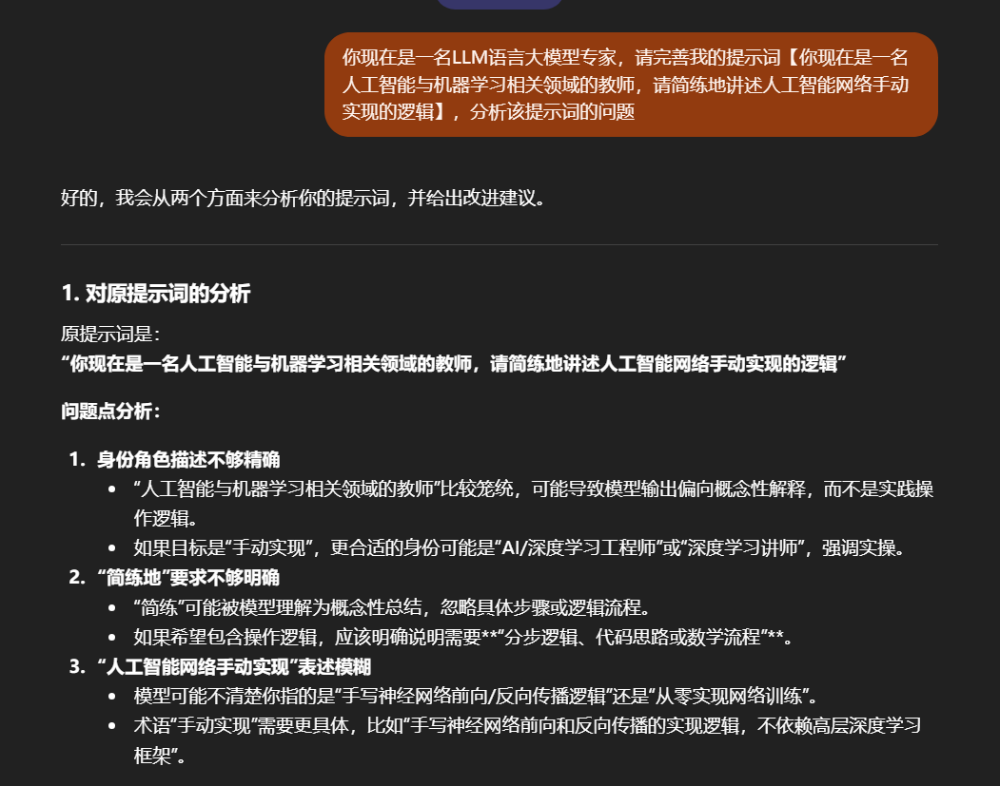 你现在是一名LLM语言大模型专家，请完善我的提示词【你现在是一名
人工智能与机器学习相关领域的教师，请简练地讲述人工智能网络手动
实现的逻辑】，分析该提示词的问题
好的，我会从两个方面来分析你的提示词，并给出改进建议。
1. 对原提示词的分析
原提示词是：
“你现在是一名人工智能与机器学习相关领域的教师，请简练地讲述人工智能网络手动实现的逻辑”
问题点分析：
1. 身份角色描述不够精确
• “人工智能与机器学习相关领域的教师”比较笼统，可能导致模型输出偏向概念性解释，而不是实践操
作逻辑。
• 如果目标是“手动实现”，更合适的身份可能是“AI/深度学习工程师”或“深度学习讲师”，强调实操。
2. “简练地”要求不够明确
• “简练”可能被模型理解为概念性总结，忽略具体步骤或逻辑流程。
• 如果希望包含操作逻辑，应该明确说明需要**“分步逻辑、代码思路或数学流程”**。
3. “人工智能网络手动实现”表述模糊
• 模型可能不清楚你指的是“手写神经网络前向/反向传播逻辑”还是“从零实现网络训练”。
• 术语“手动实现”需要更具体，比如“手写神经网络前向和反向传播的实现逻辑，不依赖高层深度学习
框架”。